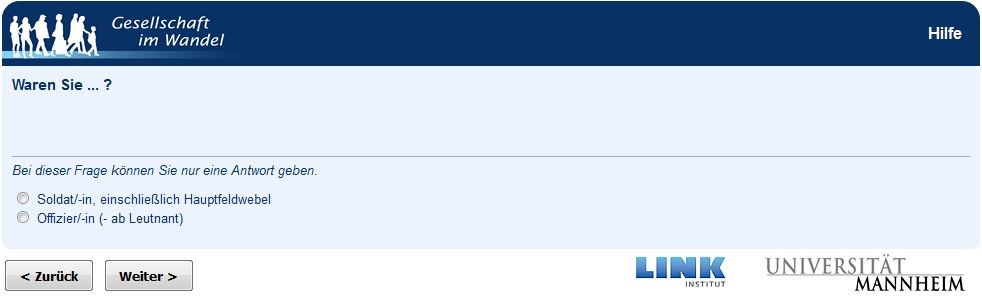 Gesellschaft
im Wandel
Hilfe
Waren Sie ... ?
Bei dieser Frage können Sie nur eine Antwort geben.
Soldat/-in, einschließlich Hauptfeldwebel
Offizier/-in (- ab Leutnant)
< Zurück
Weiter >
LINK
INSTITUT
UNIVERSITÄT
MANNHEIM